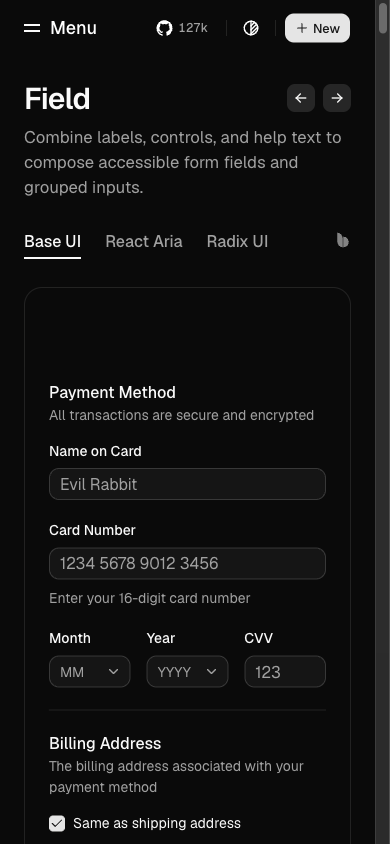 Menu
127k
+ New
Field
Combine labels, controls, and help text to
compose accessible form fields and
grouped inputs.
Base UI
React Aria
Radix UI
Payment Method
All transactions are secure and encrypted
Name on Card
Evil Rabbit
Card Number
1234 5678 9012 3456
Enter your 16-digit card number
Month
Year
CVV
MM
YYYY
123
Billing Address
The billing address associated with your
payment method
Same as shipping address